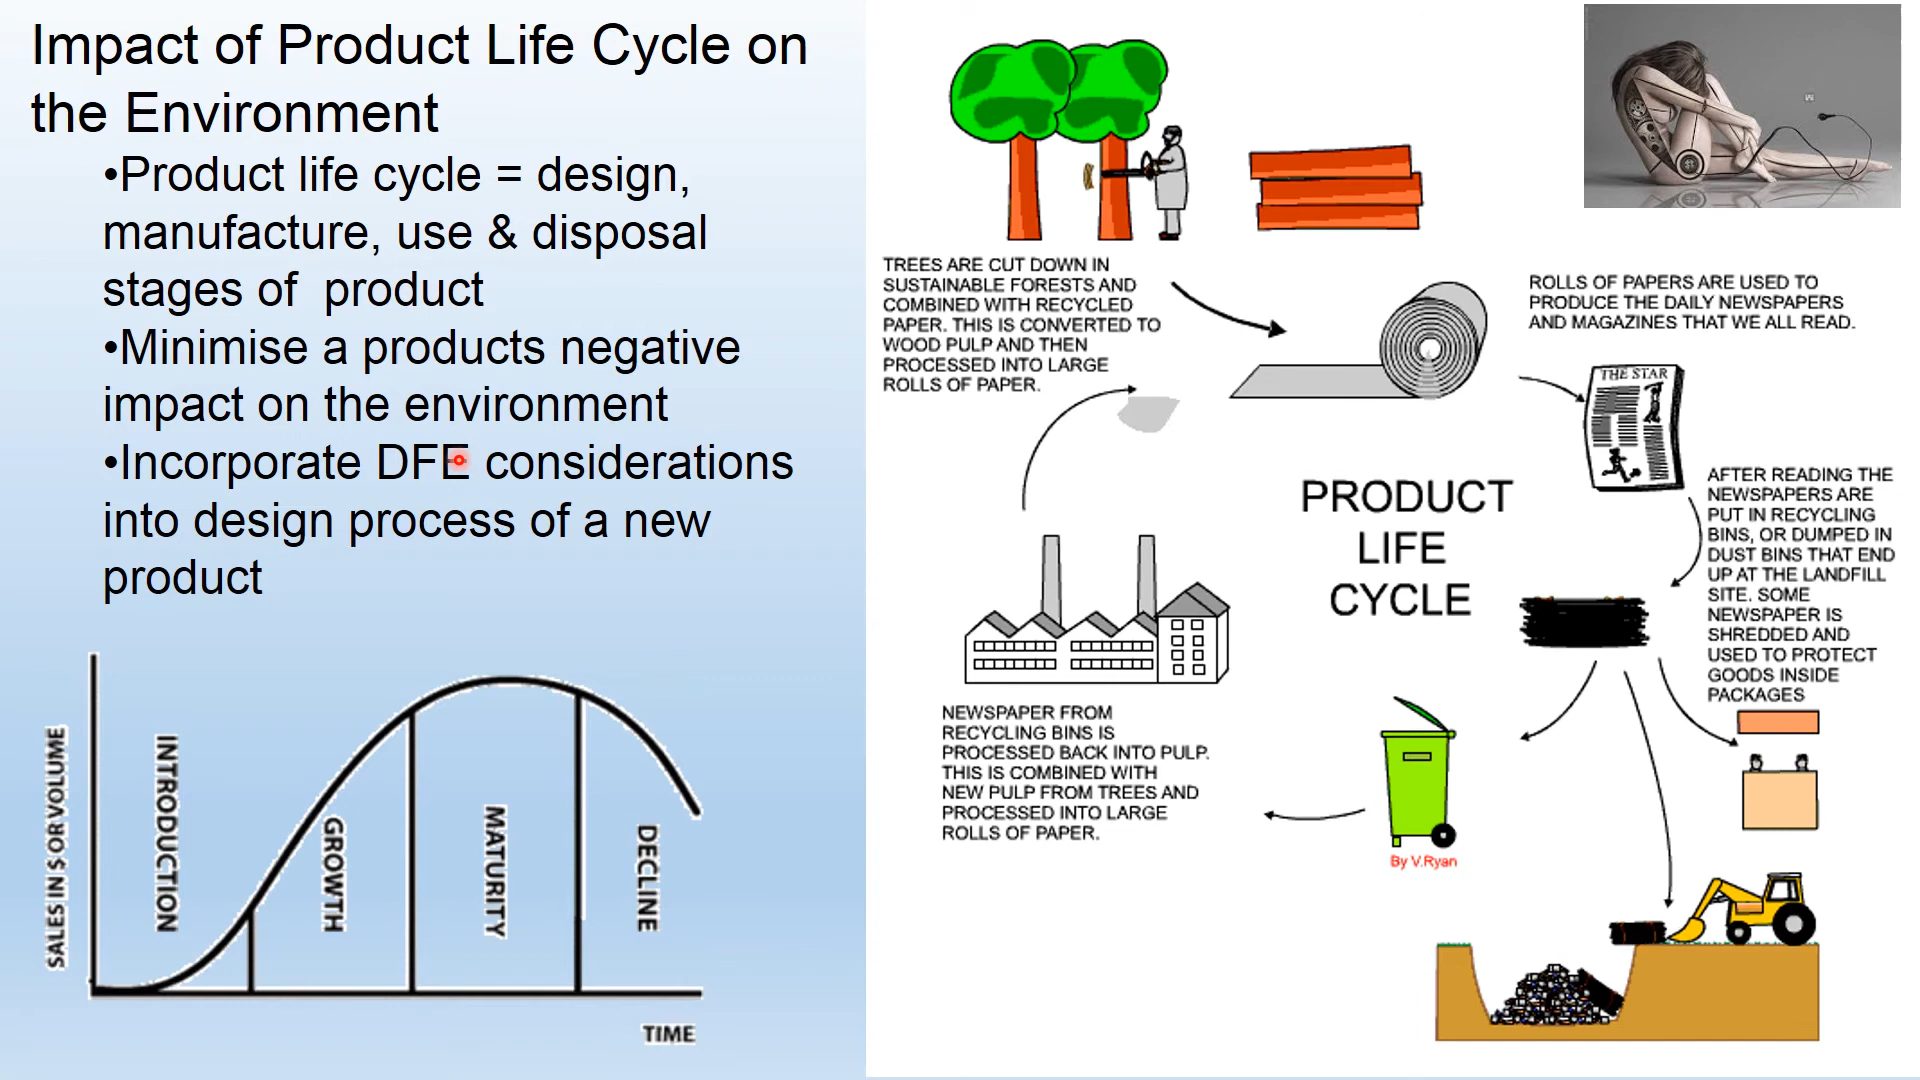 Impact of Product Life Cycle on
the Environment
•Product life cycle = design,
manufacture, use & disposal
stages of product
•Minimise a products negative
impact on the environment
•Incorporate DFE considerations
into design process of a new
product
SALES IN $ OR VOLUME
INTRODUCTION
GROWTH
MATURITY
DECLINE
TIME
TREES ARE CUT DOWN IN
SUSTAINABLE FORESTS AND
COMBINED WITH RECYCLED
PAPER. THIS IS CONVERTED TO
WOOD PULP AND THEN
PROCESSED INTO LARGE
ROLLS OF PAPER.
ROLLS OF PAPERS ARE USED TO
PRODUCE THE DAILY NEWSPAPERS
AND MAGAZINES THAT WE ALL READ.
THE STAR
PRODUCT
LIFE
CYCLE
AFTER READING THE
NEWSPAPERS ARE
PUT IN RECYCLING
BINS, OR DUMPED IN
DUST BINS THAT END
UP AT THE LANDFILL
SITE. SOME
NEWSPAPER IS
SHREDDED AND
USED TO PROTECT
GOODS INSIDE
PACKAGES
NEWSPAPER FROM
RECYCLING BINS IS
PROCESSED BACK INTO PULP.
THIS IS COMBINED WITH
NEW PULP FROM TREES AND
PROCESSED INTO LARGE
ROLLS OF PAPER.
By V.Ryan